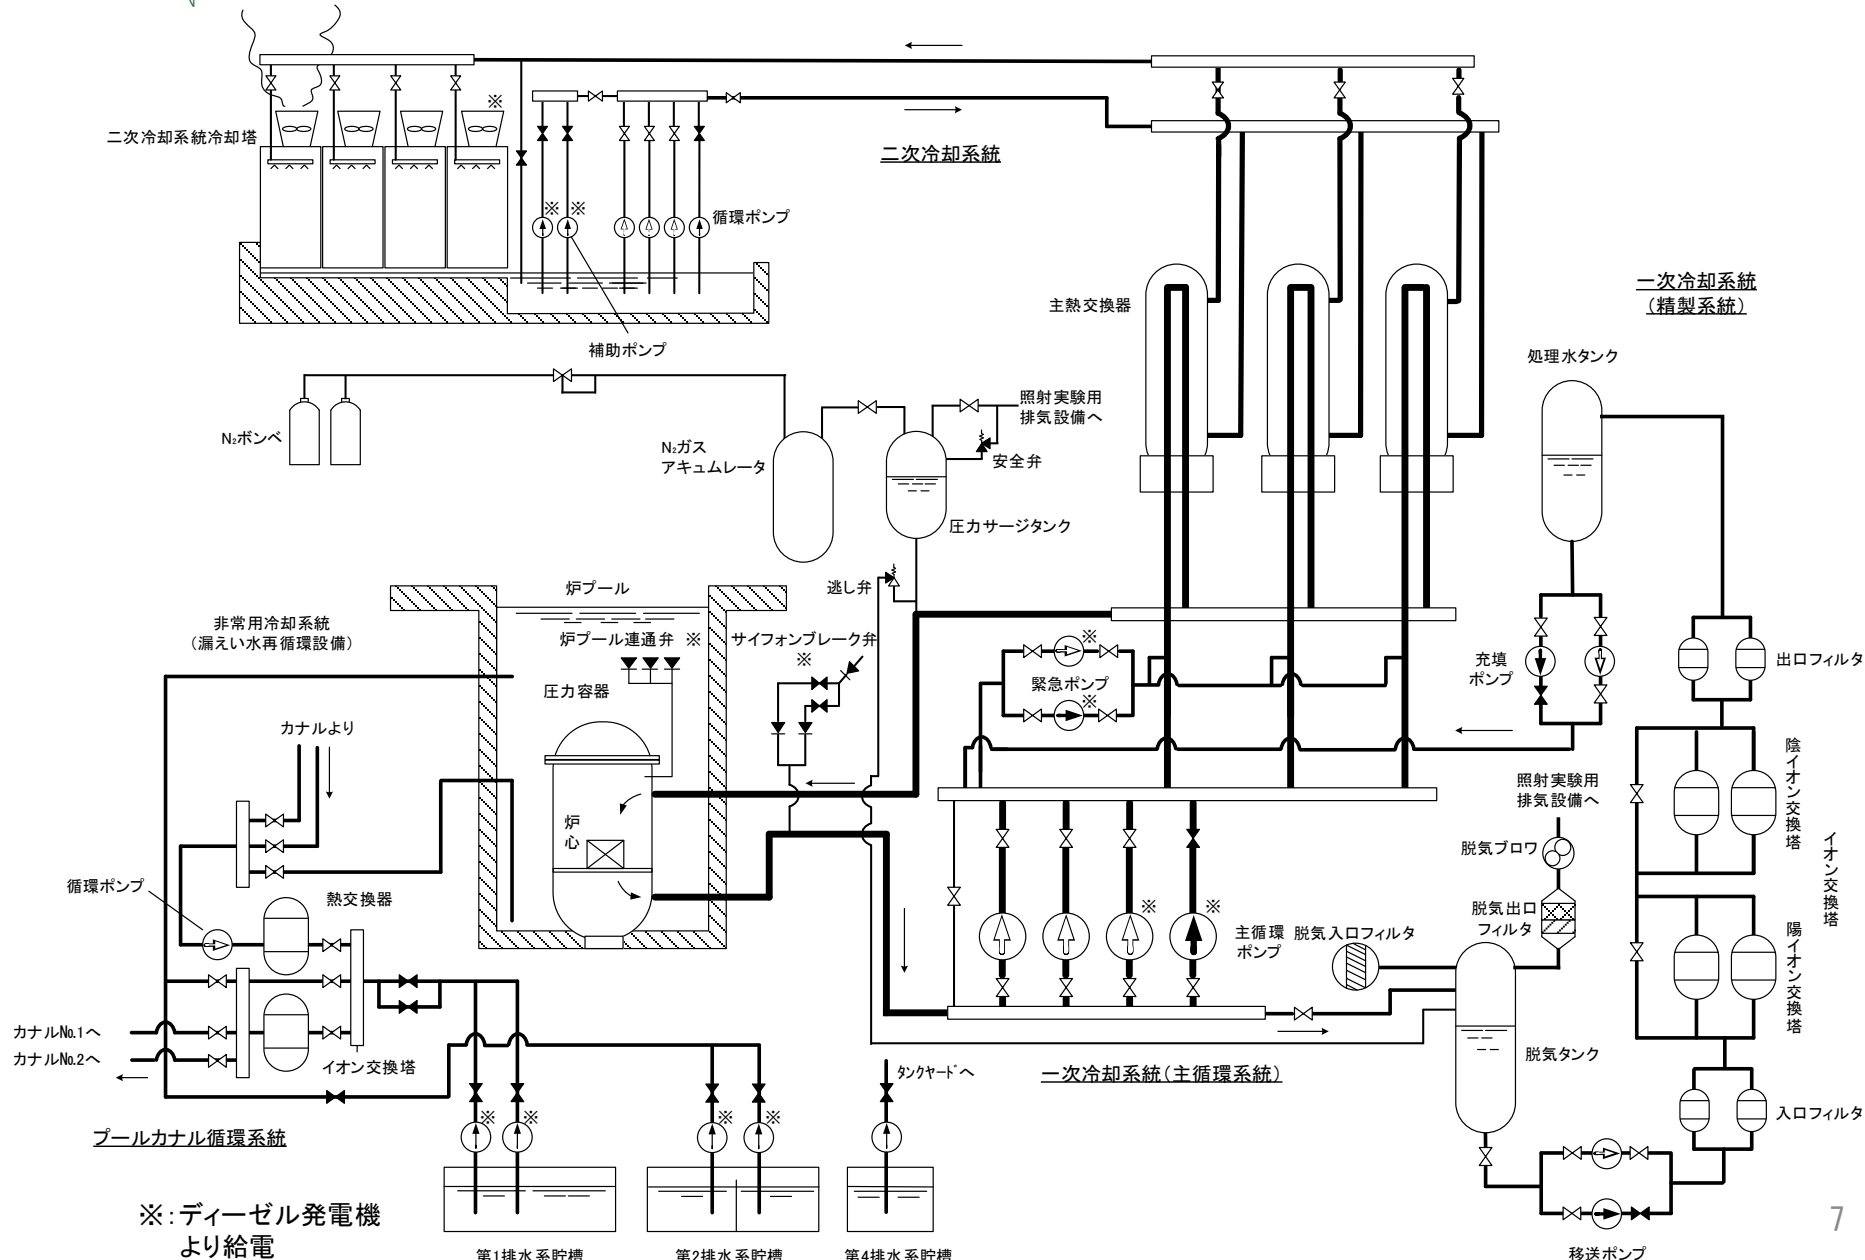 ※
二次冷却系統冷却塔
二次冷却系統
※ ※
循環ポンプ
補助ポンプ
主熱交換器
一次冷却系統
(精製系統)
処理水タンク
N₂ボンベ
N₂ガス
アキュムレータ
照射実験用
排気設備へ
安全弁
圧力サージタンク
逃し弁
炉プール
非常用冷却系統
(漏えい水再循環設備)
炉プール連通弁 ※
サイフォンブレーク弁
※
圧力容器
※
緊急ポンプ
※
充填
ポンプ
出口フィルタ
カナルより
炉
心
陰イオン交換塔
イオン交換塔
陽イオン交換塔
照射実験用
排気設備へ
脱気ブロワ
脱気出口
フィルタ
循環ポンプ
熱交換器
※ ※
主循環
ポンプ
脱気入口フィルタ
カナル№1へ
カナル№2へ
イオン交換塔
脱気タンク
タンクヤードへ
一次冷却系統(主循環系統)
入口フィルタ
プールカナル循環系統
※ ※
※ ※
※:ディーゼル発電機
より給電
第1排水系貯槽
第2排水系貯槽
第4排水系貯槽
移送ポンプ
7